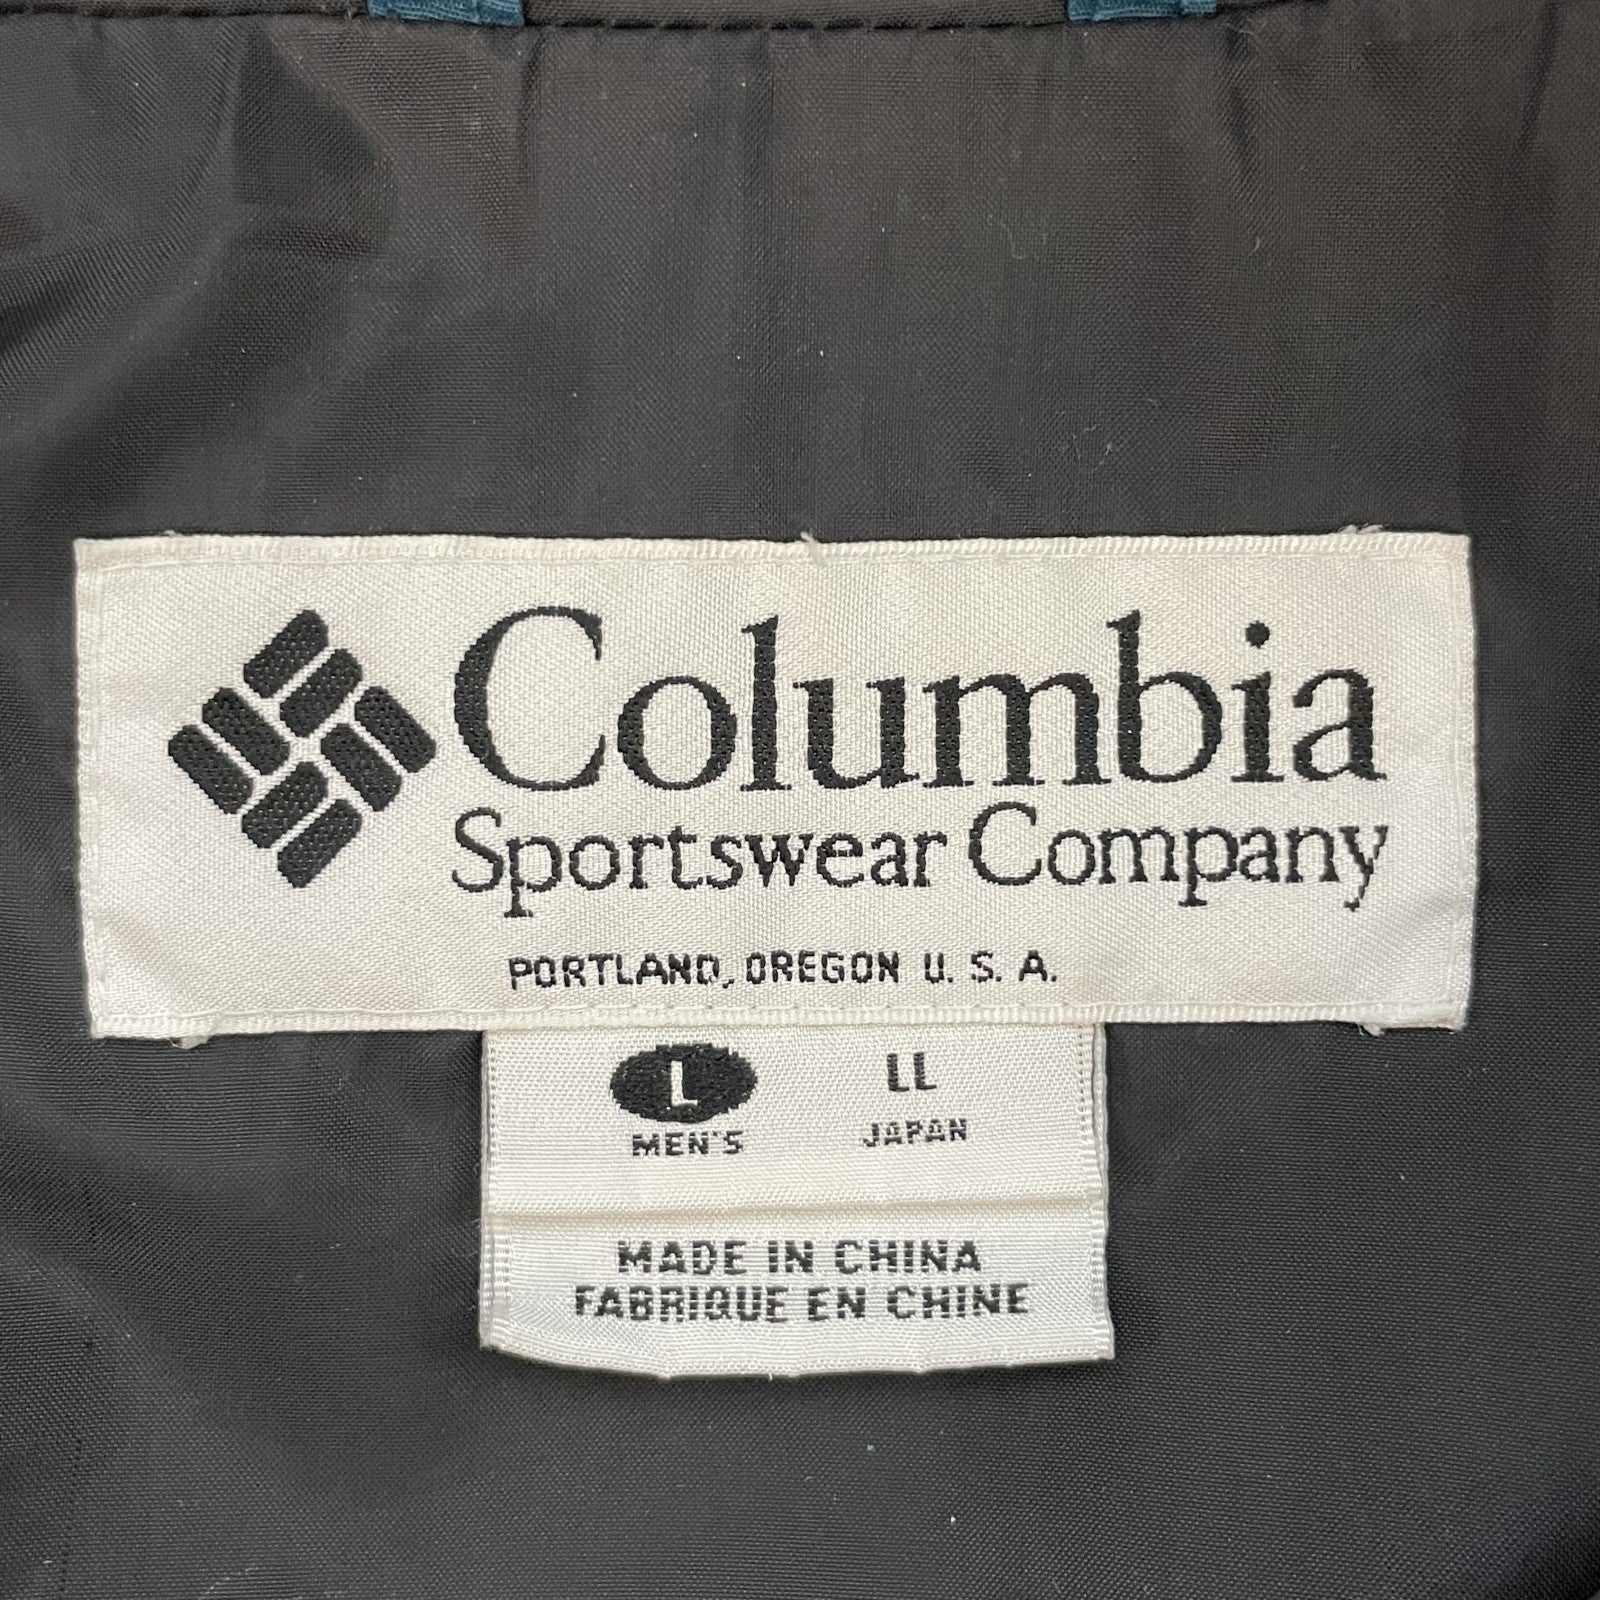 Columbia
Sportswear Company
PORTLAND, OREGON U. S. A.
L LL
MEN'S JAPAN
MADE IN CHINA
FABRIQUE EN CHINE